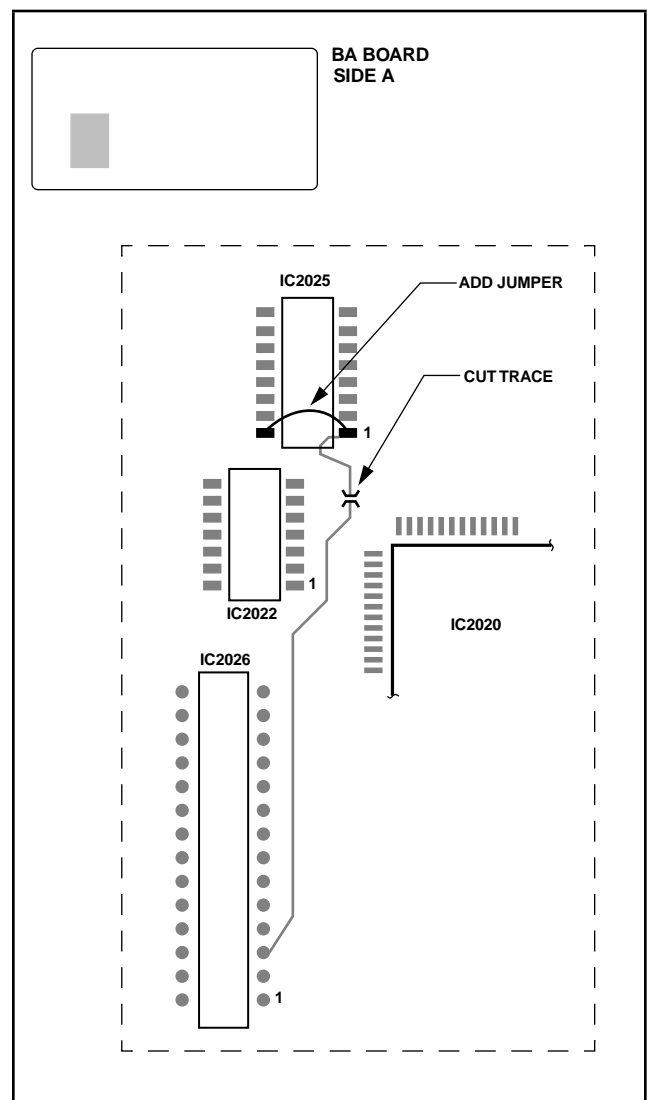 BA BOARD
SIDE A
IC2025
ADD JUMPER
CUT TRACE
1
1
IC2022
IC2020
IC2026
1